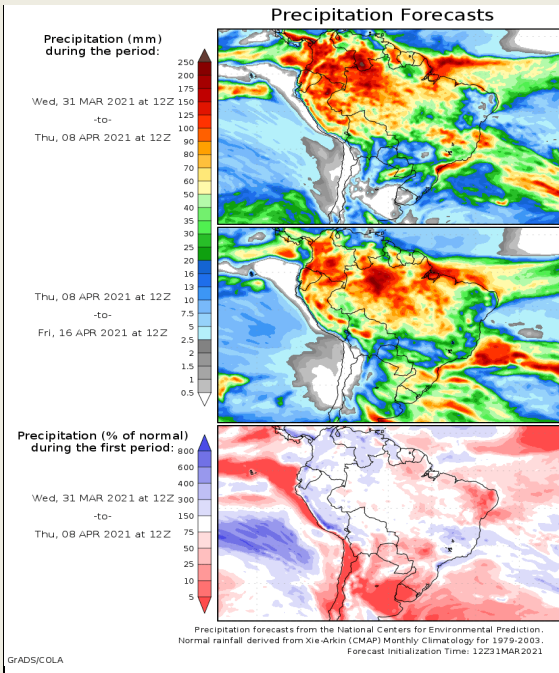 Precipitation Forecasts
Precipitation (mm)
during the period:
Wed, 31 MAR 2021 at 12Z
-to-
Thu, 08 APR 2021 at 12Z
250
200
175
150
125
100
90
80
70
60
50
40
35
30
25
20
16
13
10
7.5
5
2.5
2
1.5
1
0.5
Thu, 08 APR 2021 at 12Z
-to-
Fri, 16 APR 2021 at 12Z
Precipitation (% of normal)
during the first period:
Wed, 31 MAR 2021 at 12Z
-to-
Thu, 08 APR 2021 at 12Z
800
600
400
300
150
75
50
25
10
5
Precipitation forecasts from the National Centers for Environmental Prediction.
Normal rainfall derived from Xie-Arkin (CMAP) Monthly Climatology for 1979-2003.
Forecast Initialization Time: 12Z31MAR2021
GrADS/COLA